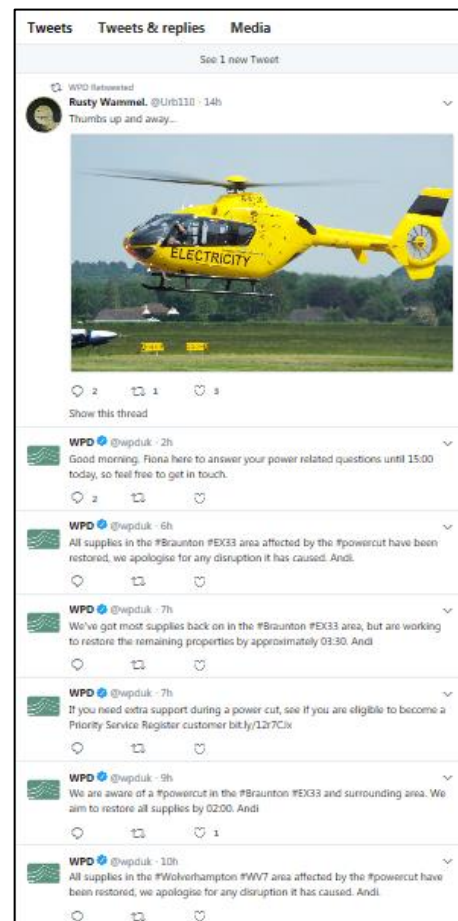 Tweets Tweets & replies Media
See 1 new Tweet
WPD Retweeted
Rusty Wammel. @Urb110 · 14h
Thumbs up and away...
ELECTRICITY
2 1 3
Show this thread
WPD @wpduk · 2h
Good morning. Fiona here to answer your power related questions until 15:00
today, so feel free to get in touch.
2
WPD @wpduk · 6h
All supplies in the #Braunton #EX33 area affected by the #powercut have been
restored, we apologise for any disruption it has caused. Andi.
WPD @wpduk · 7h
We've got most supplies back on in the #Braunton #EX33 area, but are working
to restore the remaining properties by approximately 03:30. Andi
WPD @wpduk · 7h
If you need extra support during a power cut, see if you are eligible to become a
Priority Service Register customer bit.ly/12r7CJx
WPD @wpduk · 9h
We are aware of a #powercut in the #Braunton #EX33 and surrounding area. We
aim to restore all supplies by 02:00. Andi
1
WPD @wpduk · 10h
All supplies in the #Wolverhampton #WV7 area affected by the #powercut have
been restored, we apologise for any disruption it has caused. Andi.